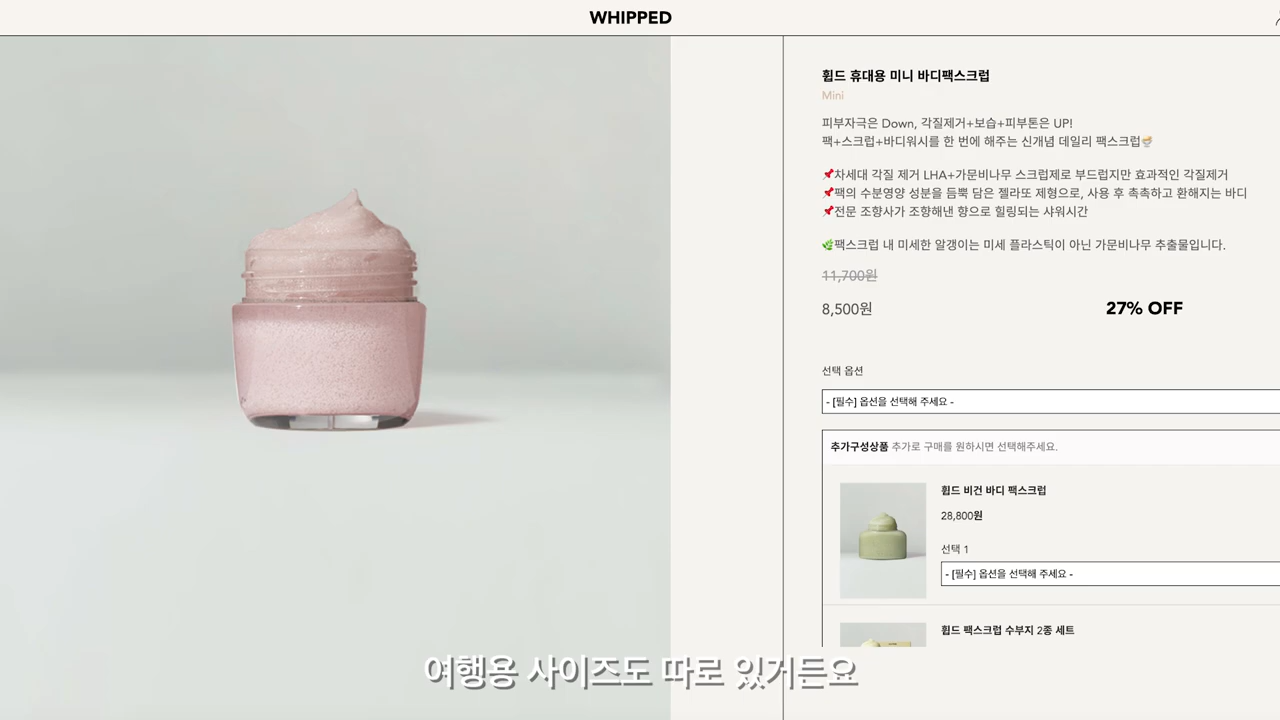 WHIPPED
휩드 휴대용 미니 바디팩스크럽
Mini
피부자극은 Down, 각질제거+보습+피부톤은 UP!
팩+스크럽+바디워시를 한 번에 해주는 신개념 데일리 팩스크럽🍨
📌차세대 각질 제거 LHA+가문비나무 스크럽제로 부드럽지만 효과적인 각질제거
📌팩의 수분영양 성분을 듬뿍 담은 젤라또 제형으로, 사용 후 촉촉하고 환해지는 바디
📌전문 조향사가 조향해낸 향으로 힐링되는 샤워시간
🌿팩스크럽 내 미세한 알갱이는 미세 플라스틱이 아닌 가문비나무 추출물입니다.
11,700원
8,500원 27% OFF
선택 옵션
- [필수] 옵션을 선택해 주세요 -
추가구성상품 추가로 구매를 원하시면 선택해주세요.
휩드 비건 바디 팩스크럽
28,800원
선택 1
- [필수] 옵션을 선택해 주세요 -
휩드 팩스크럽 수부지 2종 세트
여행용 사이즈도 따로 있거든요